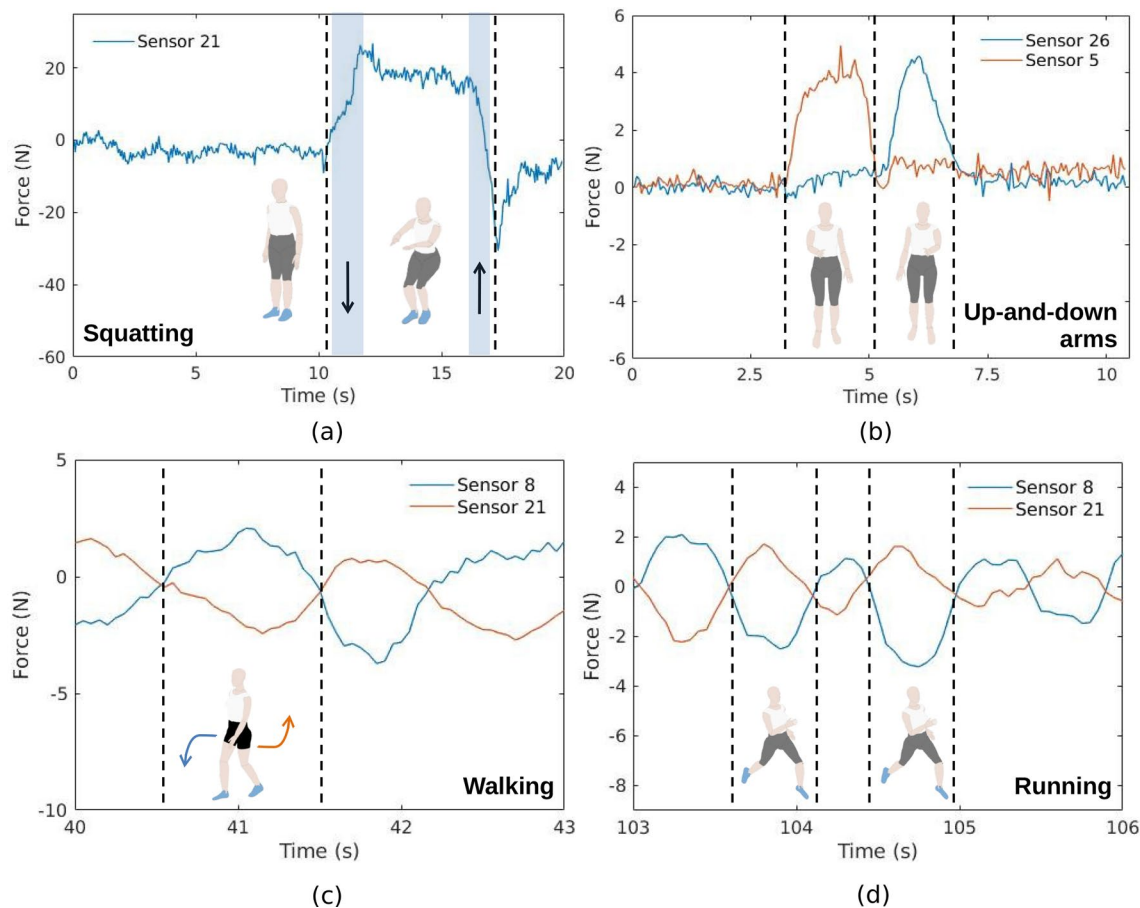 Sensor 21
20
0
-20
-40
-60
Force (N)
Squatting
0
5
10
15
20
Time (s)
(a)
Sensor 26
Sensor 5
6
4
2
0
-2
-4
-6
Force (N)
Up-and-down
arms
0
2.5
5
7.5
10
Time (s)
(b)
Sensor 8
Sensor 21
5
0
-5
-10
Force (N)
Walking
40
41
42
43
Time (s)
(c)
Sensor 8
Sensor 21
4
2
0
-2
-4
-6
-8
Force (N)
Running
103
104
105
106
Time (s)
(d)